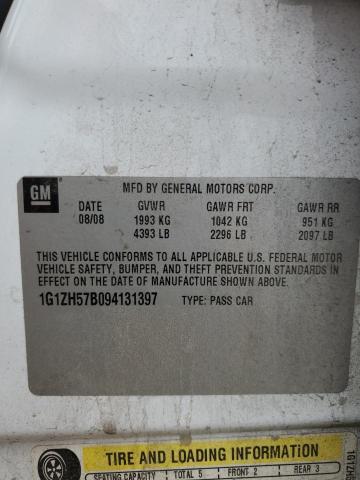 GM
MFD BY GENERAL MOTORS CORP.
DATE GVWR GAWR FRT GAWR RR
08/08 1993 KG 1042 KG 951 KG
4393 LB 2296 LB 2097 LB
THIS VEHICLE CONFORMS TO ALL APPLICABLE U.S. FEDERAL MOTOR
VEHICLE SAFETY, BUMPER, AND THEFT PREVENTION STANDARDS IN
EFFECT ON THE DATE OF MANUFACTURE SHOWN ABOVE.
1G1ZH57B094131397 TYPE: PASS CAR
TIRE AND LOADING INFORMATION
SEATING CAPACITY TOTAL 5 FRONT 2 REAR 3